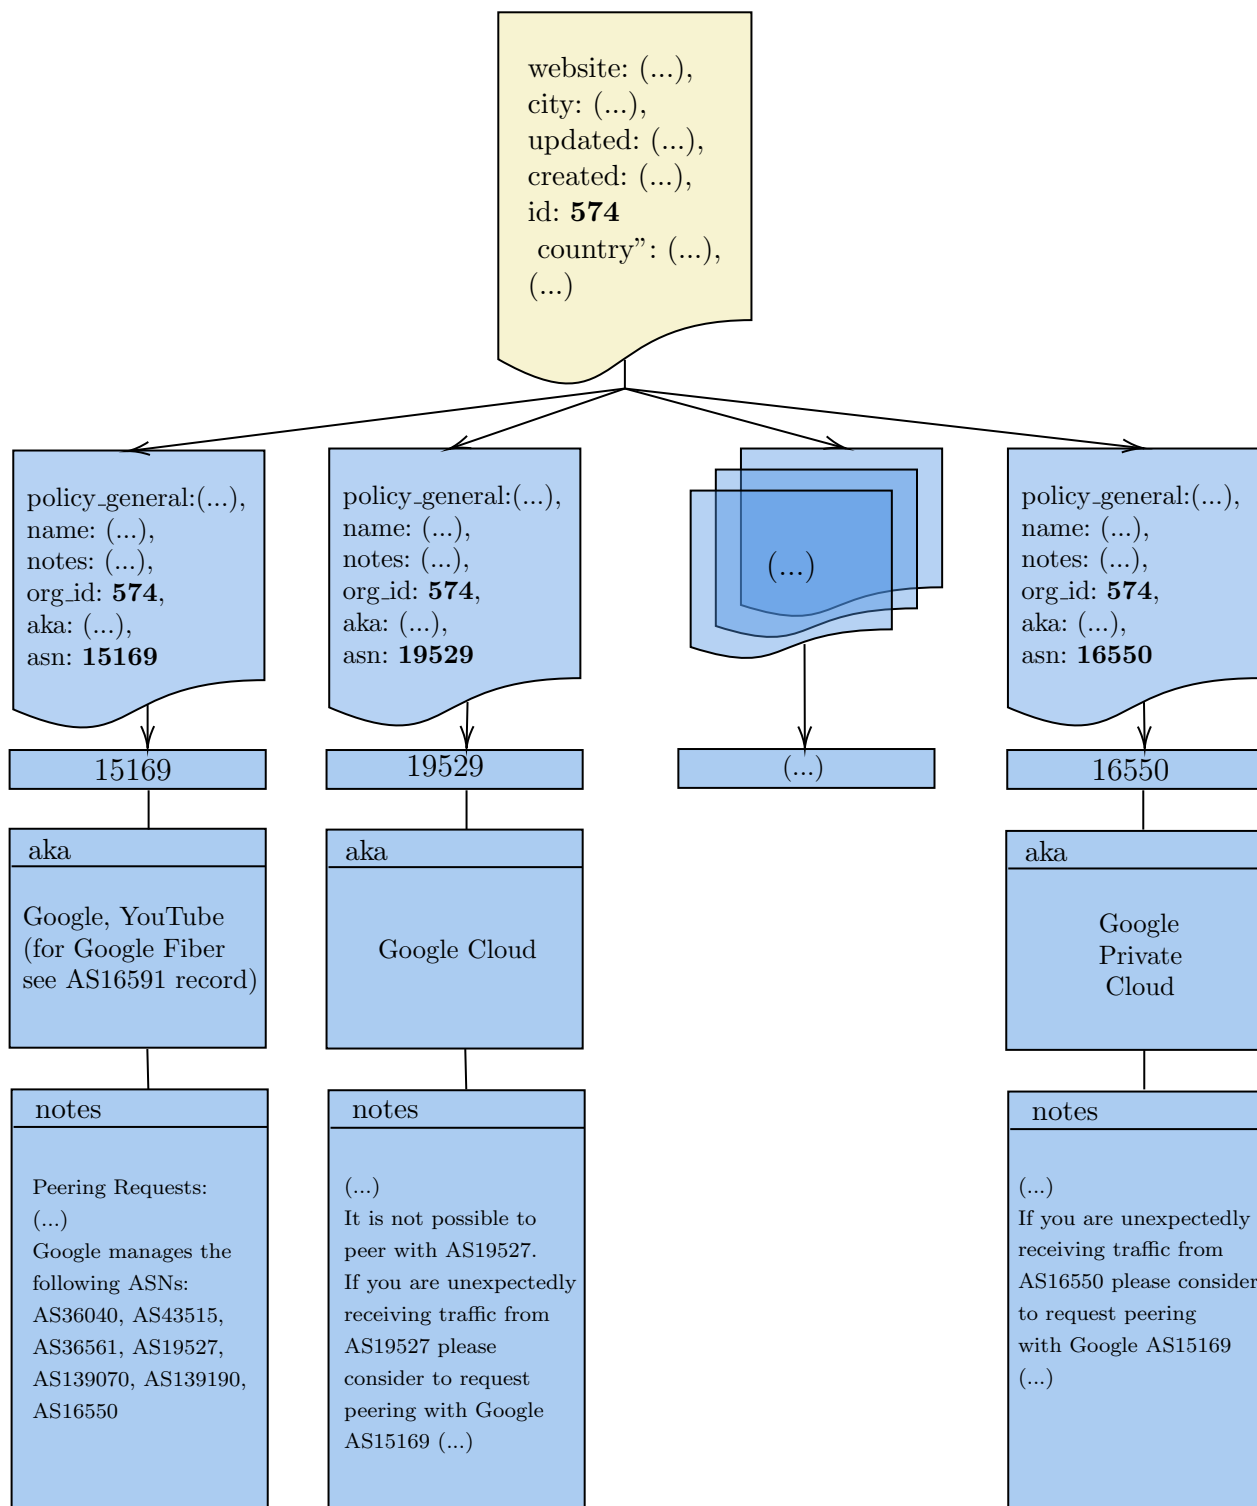 website: (...),
city: (...),
updated: (...),
created: (...),
id: 574
country”: (...),
(...)
policy_general:(...),
name: (...),
notes: (...),
org_id: 574,
aka: (...),
asn: 15169
policy_general:(...),
name: (...),
notes: (...),
org_id: 574,
aka: (...),
asn: 19529
(...)
policy_general:(...),
name: (...),
notes: (...),
org_id: 574,
aka: (...),
asn: 16550
15169
19529
(...)
16550
aka
Google, YouTube
(for Google Fiber
see AS16591 record)
aka
Google Cloud
aka
Google
Private
Cloud
notes
Peering Requests:
(...)
Google manages the
following ASNs:
AS36040, AS43515,
AS36561, AS19527,
AS139070, AS139190,
AS16550
notes
(...)
It is not possible to
peer with AS19527.
If you are unexpectedly
receiving traffic from
AS19527 please
consider to request
peering with Google
AS15169 (...)
notes
(...)
If you are unexpectedly
receiving traffic from
AS16550 please consider
to request peering
with Google AS15169
(...)